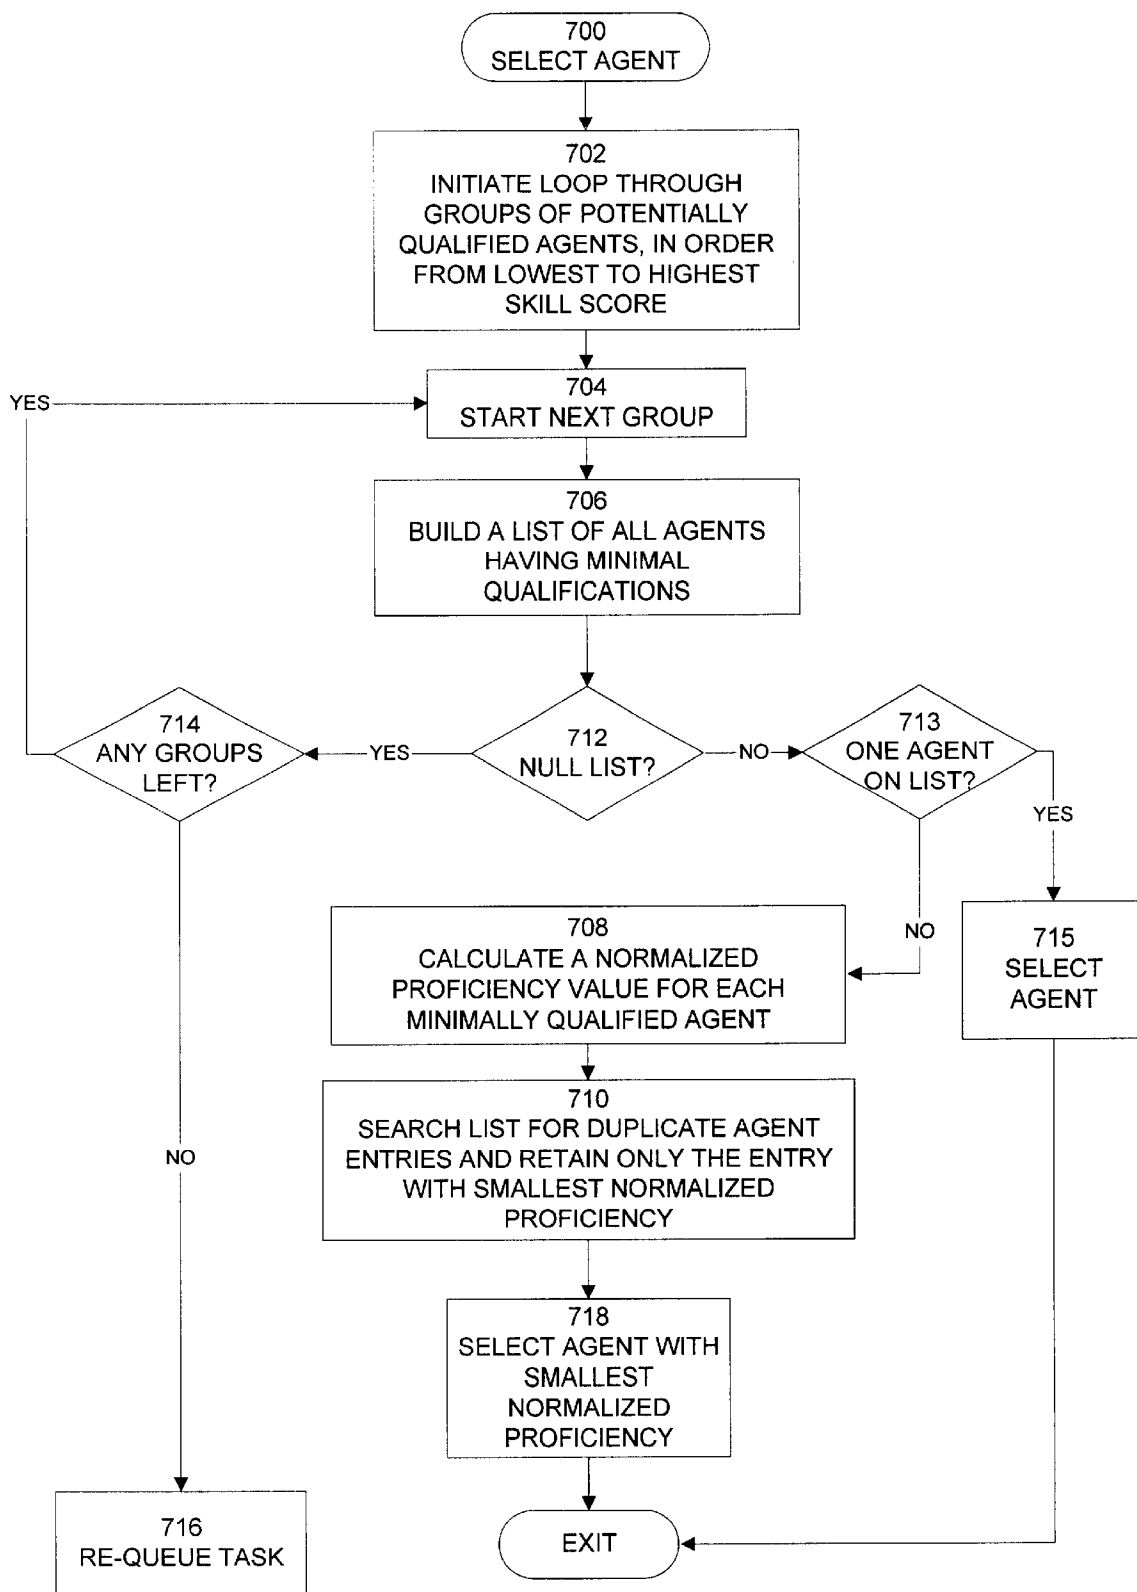 700
SELECT AGENT
702
INITIATE LOOP THROUGH
GROUPS OF POTENTIALLY
QUALIFIED AGENTS, IN ORDER
FROM LOWEST TO HIGHEST
SKILL SCORE
YES
704
START NEXT GROUP
706
BUILD A LIST OF ALL AGENTS
HAVING MINIMAL
QUALIFICATIONS
714
ANY GROUPS
LEFT?
YES
712
NULL LIST?
NO
713
ONE AGENT
ON LIST?
YES
NO
708
CALCULATE A NORMALIZED
PROFICIENCY VALUE FOR EACH
MINIMALLY QUALIFIED AGENT
715
SELECT
AGENT
710
SEARCH LIST FOR DUPLICATE AGENT
ENTRIES AND RETAIN ONLY THE ENTRY
WITH SMALLEST NORMALIZED
PROFICIENCY
NO
718
SELECT AGENT WITH
SMALLEST
NORMALIZED
PROFICIENCY
716
RE-QUEUE TASK
EXIT